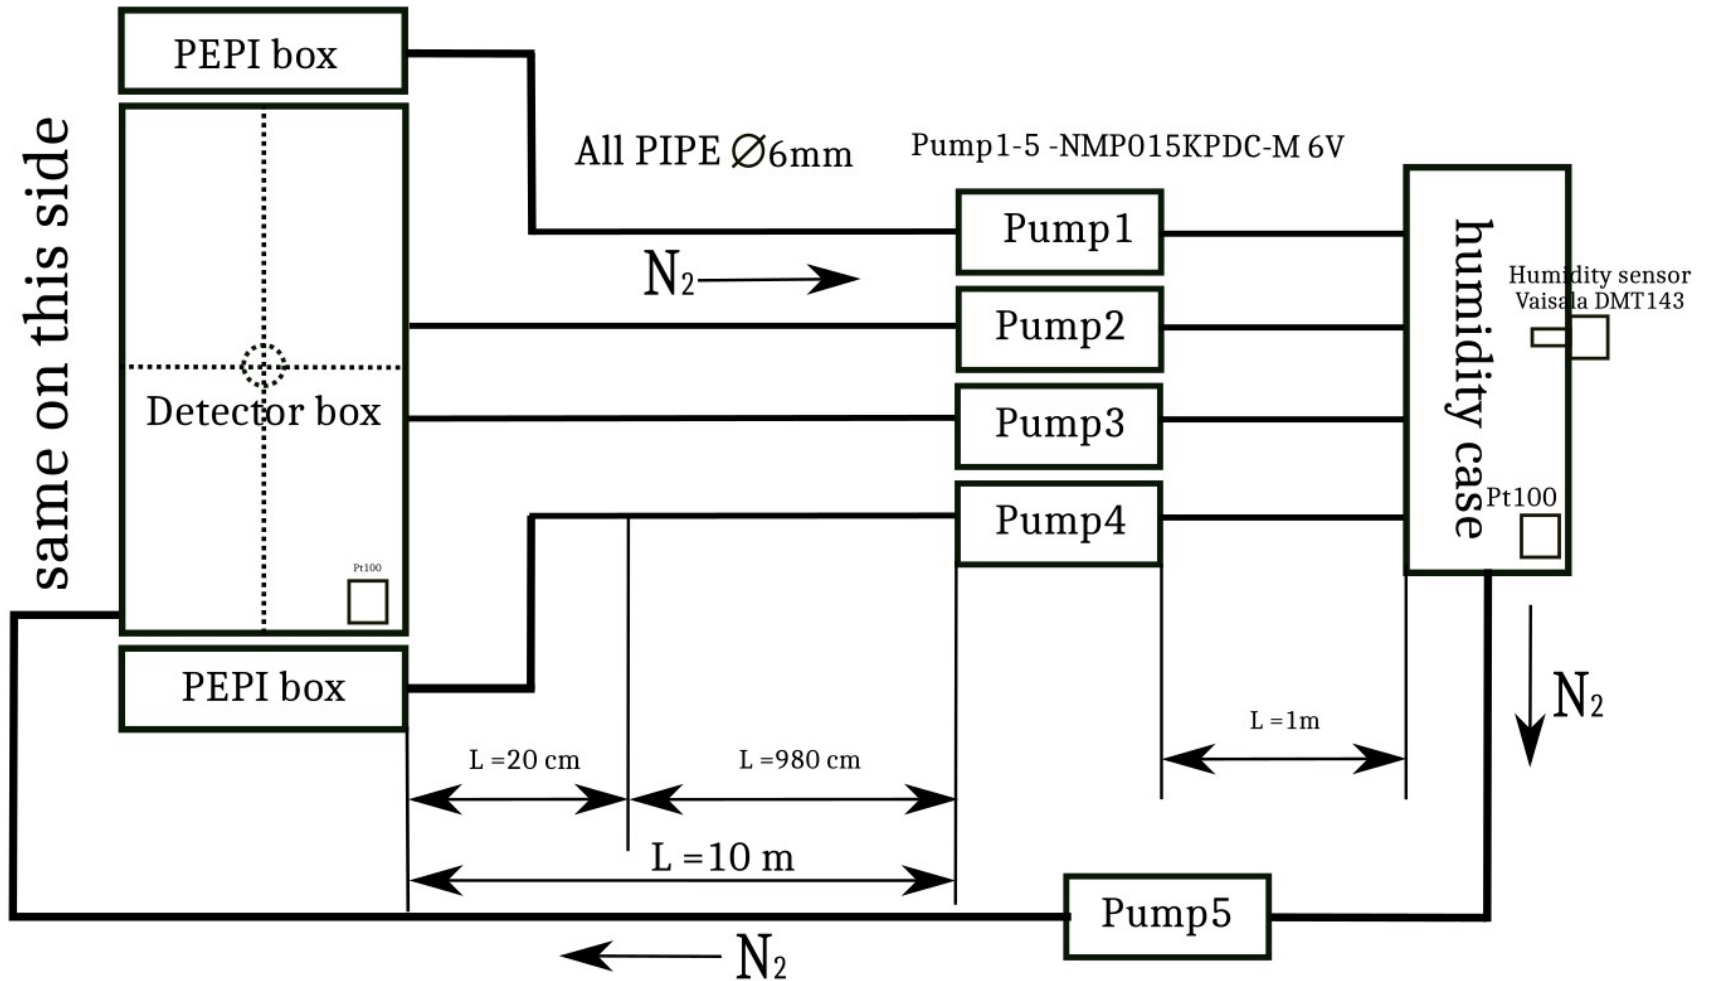 PEPI box
same on this side
All PIPE Ø6mm
Pump1-5 -NMP015KPDC-M 6V
Pump1
N2
Humidity sensor
Vaisala DMT143
humidity case
Pump2
Detector box
Pump3
Pt100
Pump4
Pt100
PEPI box
N2
L =1m
L =20 cm
L =980 cm
L =10 m
Pump5
N2